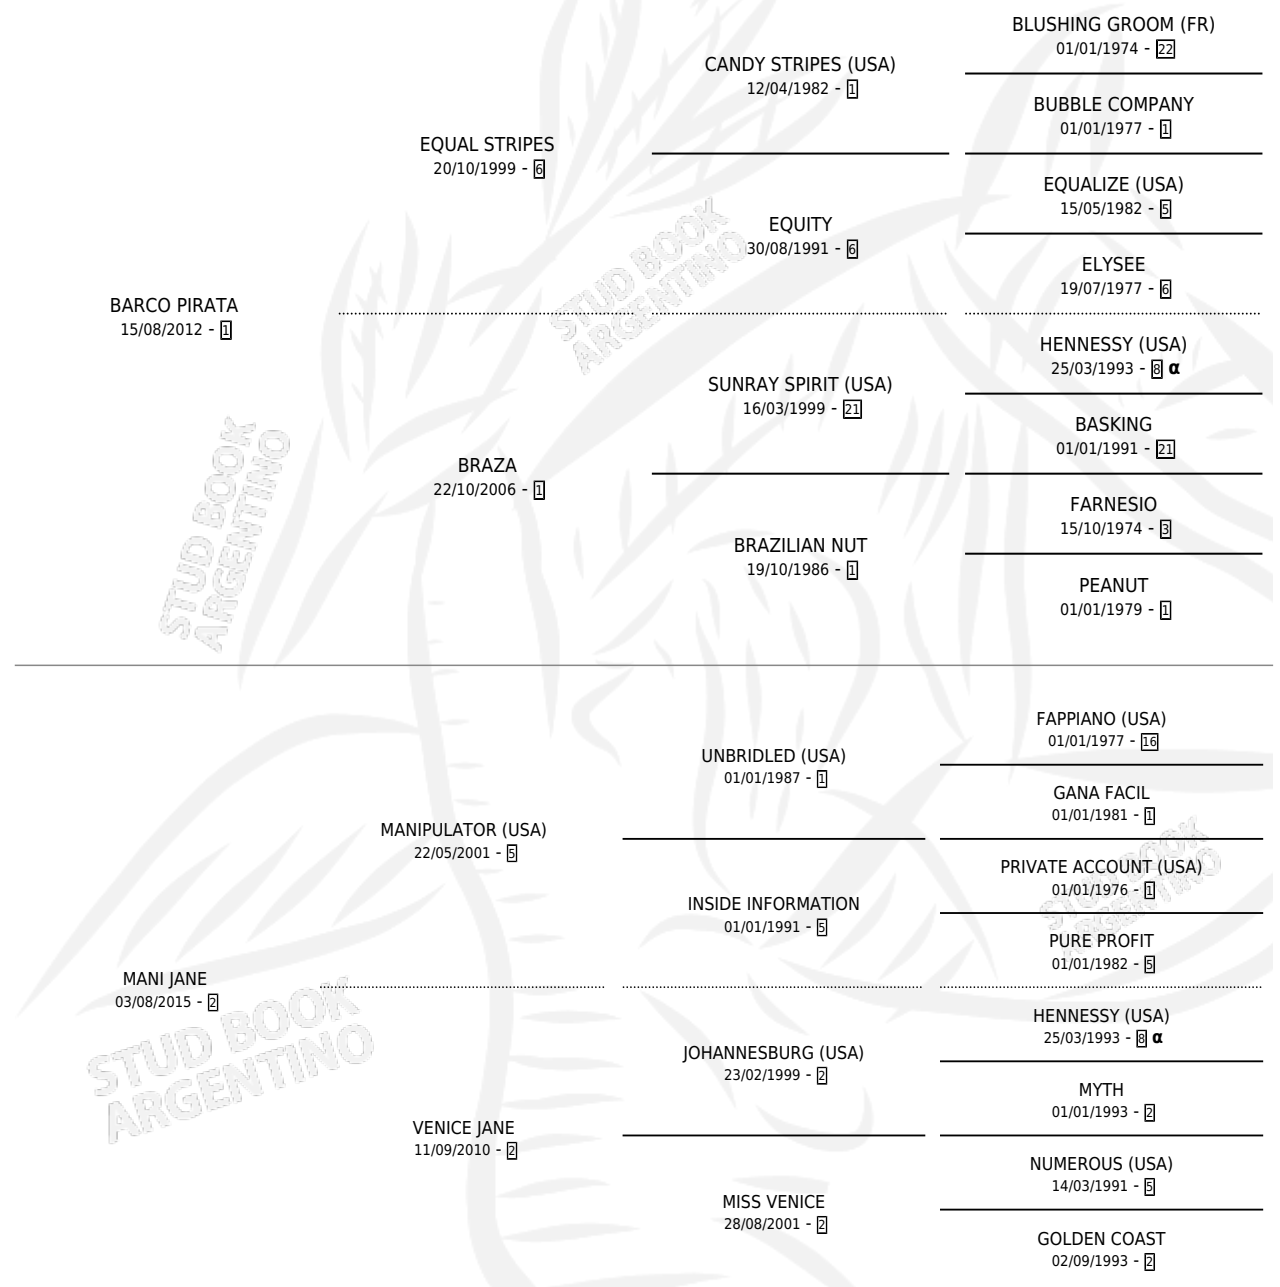 BLUSHING GROOM (FR)
01/01/1974 - 22
CANDY STRIPES (USA)
12/04/1982 - 1
BUBBLE COMPANY
01/01/1977 - 1
EQUAL STRIPES
20/10/1999 - 6
EQUALIZE (USA)
15/05/1982 - 5
EQUITY
30/08/1991 - 6
ELYSEE
19/07/1977 - 6
BARCO PIRATA
15/08/2012 - 1
HENNESSY (USA)
25/03/1993 - 8 α
SUNRAY SPIRIT (USA)
16/03/1999 - 21
BASKING
01/01/1991 - 21
BRAZA
22/10/2006 - 1
FARNESIO
15/10/1974 - 3
BRAZILIAN NUT
19/10/1986 - 1
PEANUT
01/01/1979 - 1
STUD BOOK
ARGENTINO
STUD BOOK
ARGENTINO
FAPPIANO (USA)
01/01/1977 - 16
UNBRIDLED (USA)
01/01/1987 - 1
GANA FACIL
01/01/1981 - 1
MANIPULATOR (USA)
22/05/2001 - 5
PRIVATE ACCOUNT (USA)
01/01/1976 - 1
INSIDE INFORMATION
01/01/1991 - 5
PURE PROFIT
01/01/1982 - 5
MANI JANE
03/08/2015 - 2
HENNESSY (USA)
25/03/1993 - 8 α
JOHANNESBURG (USA)
23/02/1999 - 2
MYTH
01/01/1993 - 2
VENICE JANE
11/09/2010 - 2
NUMEROUS (USA)
14/03/1991 - 5
MISS VENICE
28/08/2001 - 2
GOLDEN COAST
02/09/1993 - 2
STUD BOOK
ARGENTINO
STUD BOOK
ARGENTINO